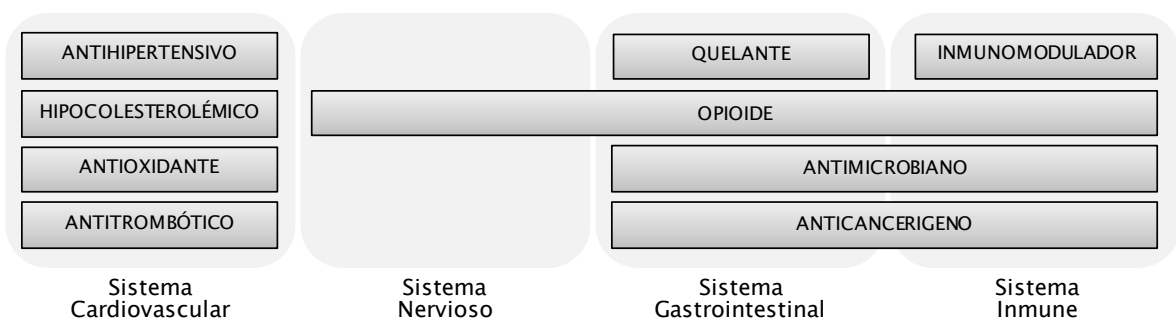 ANTIHIPERTENSIVO
QUELANTE
INMUNOMODULADOR
HIPOCOLESTEROLÉMICO
OPIOIDE
ANTIOXIDANTE
ANTIMICROBIANO
ANTITROMBÓTICO
ANTICANCERIGENO
Sistema
Cardiovascular
Sistema
Nervioso
Sistema
Gastrointestinal
Sistema
Inmune